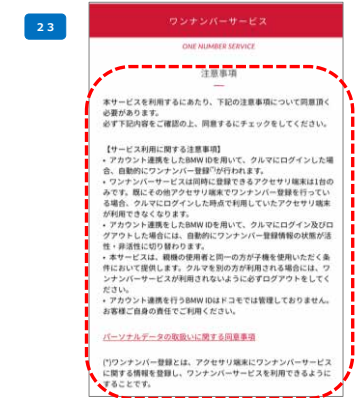 23
ワンナンバーサービス
ONE NUMBER SERVICE
注意事項
本サービスを利用するにあたり、下記の注意事項について同意頂く
必要があります。
必ず下記内容をご確認の上、同意するにチェックをしてください。
【サービス利用に関する注意事項】
・アカウント連携をしたBMW IDを用いて、クルマにログインした場
合、自動的にワンナンバー登録(*)が行われます。
・ワンナンバーサービスは同時に登録できるアクセサリ端末は1台の
みです。既にその他アクセサリ端末でワンナンバー登録を行ってい
る場合、クルマにログインした時点で利用していたアクセサリ端末
が利用できなくなります。
・アカウント連携をしたBMW IDを用いて、クルマにログイン及びロ
グアウトした場合には、自動的にワンナンバー登録情報の状態が活
性・非活性に切り替わります。
・本サービスは、親機の使用者と同一の方が子機を使用いただく条
件において提供します。クルマを別の方が利用される場合には、ワ
ンナンバーサービスが利用されないように必ずログアウトをしてく
ださい。
・アカウント連携を行うBMW IDはドコモでは管理しておりません。
お客様ご自身の責任でご利用ください。
パーソナルデータの取扱いに関する同意事項
(*)ワンナンバー登録とは、アクセサリ端末にワンナンバーサービス
に関する情報を登録し、ワンナンバーサービスを利用できるように
することです。